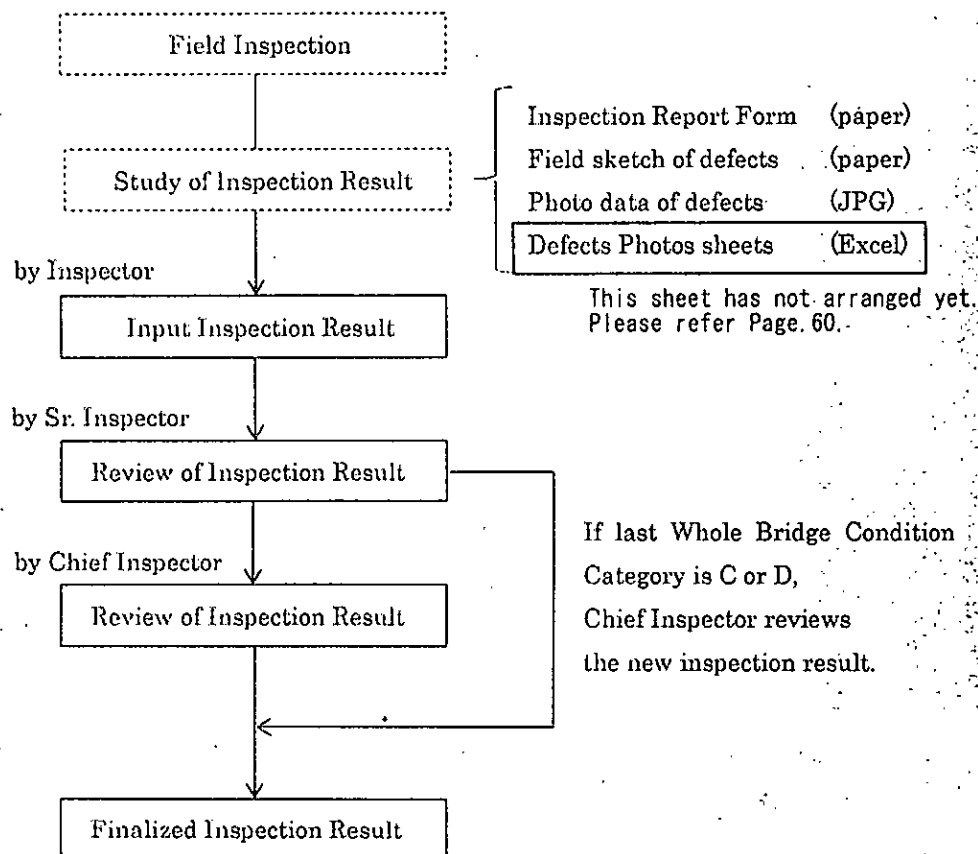 Field Inspection
Study of Inspection Result
Inspection Report Form (paper)
Field sketch of defects (paper)
Photo data of defects (JPG)
Defects Photos sheets (Excel)
This sheet has not arranged yet.
Please refer Page.60.
by Inspector
Input Inspection Result
by Sr. Inspector
Review of Inspection Result
by Chief Inspector
Review of Inspection Result
If last Whole Bridge Condition
Category is C or D,
Chief Inspector reviews
the new inspection result.
Finalized Inspection Result